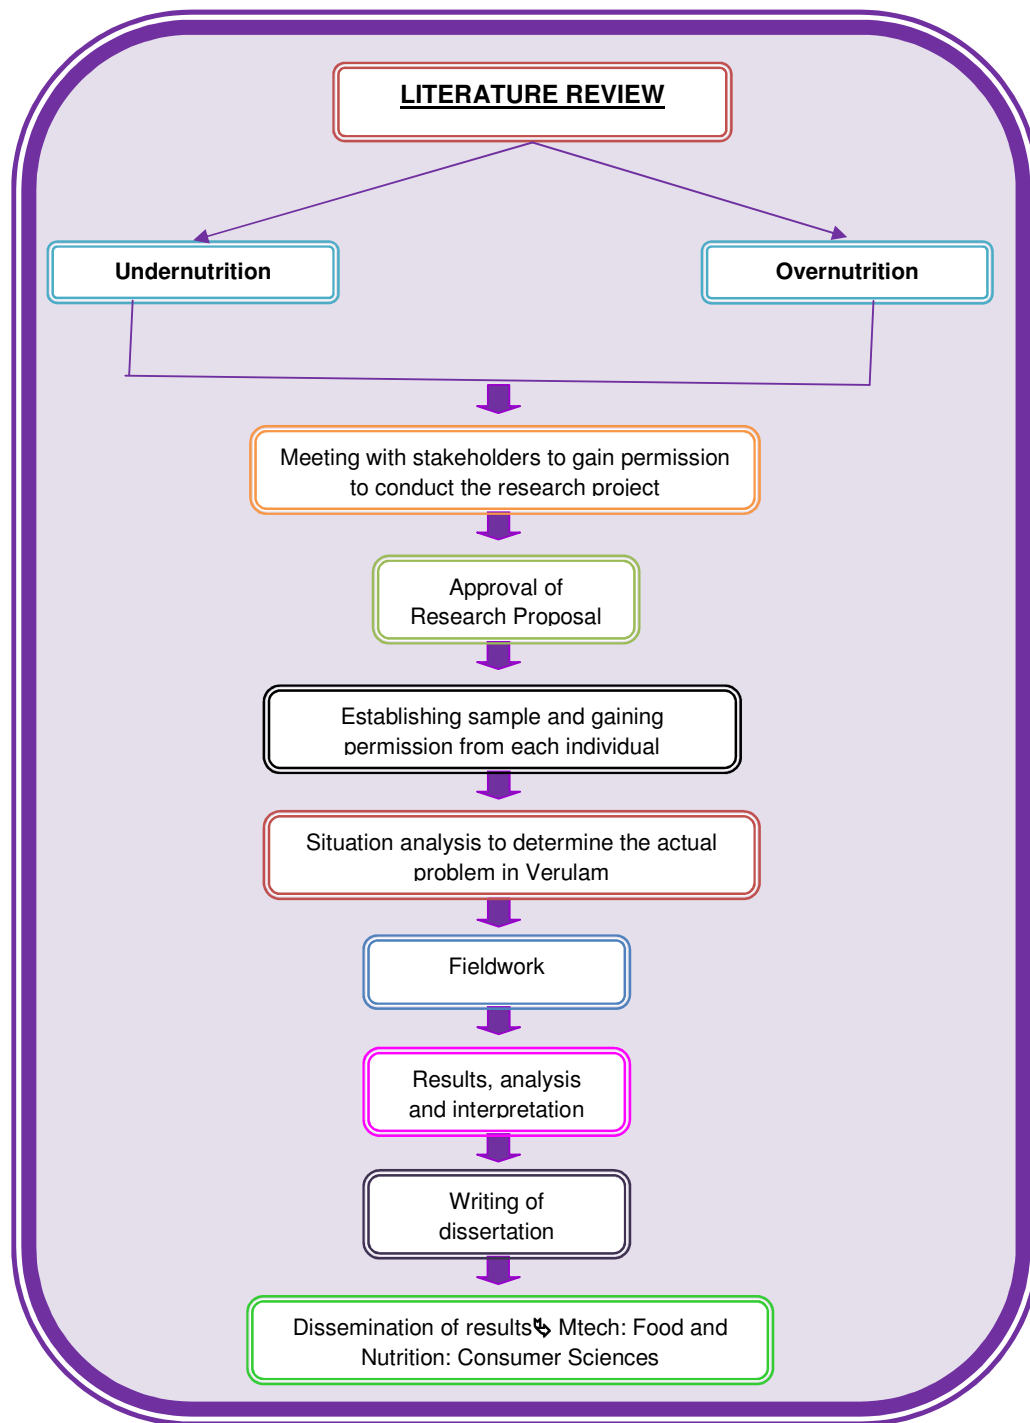 LITERATURE REVIEW
Undernutrition
Overnutrition
Meeting with stakeholders to gain permission
to conduct the research project
Approval of
Research Proposal
Establishing sample and gaining
permission from each individual
Situation analysis to determine the actual
problem in Verulam
Fieldwork
Results, analysis
and interpretation
Writing of
dissertation
Dissemination of results↳ Mtech: Food and
Nutrition: Consumer Sciences